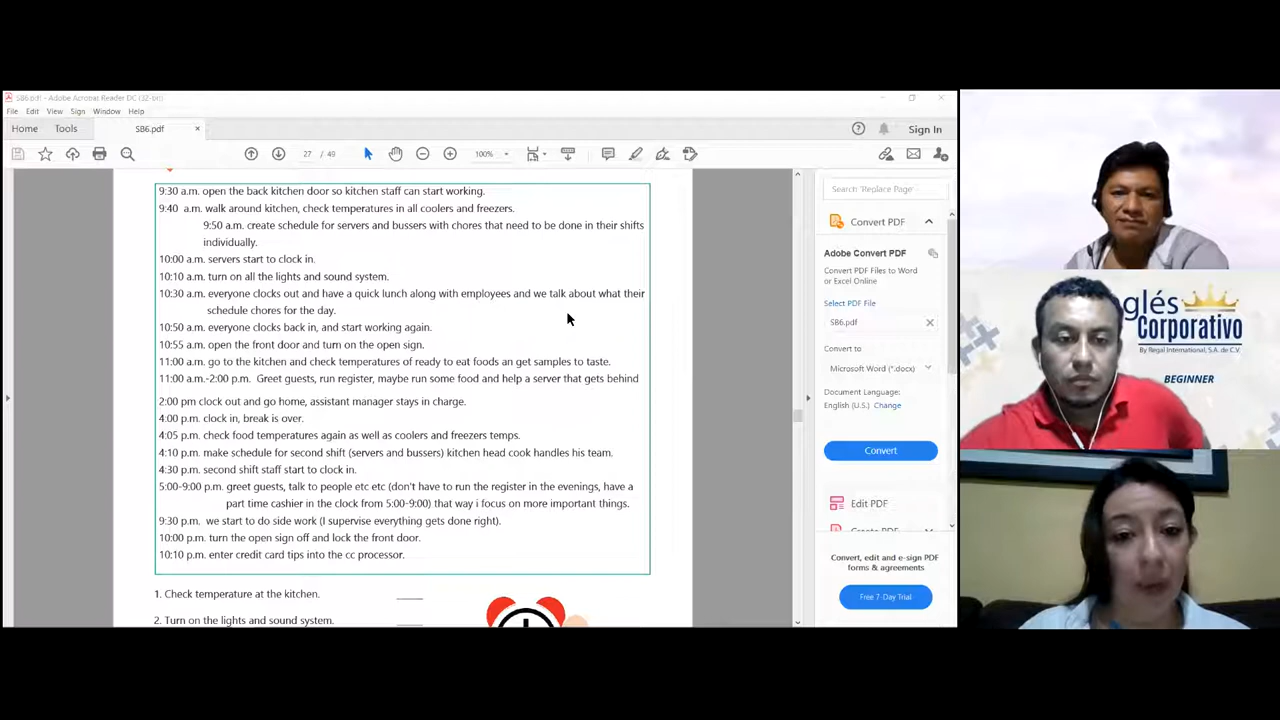 SB6.pdf - Adobe Acrobat Reader DC (32-bit)
File Edit View Sign Window Help
Home Tools SB6.pdf × Sign In
27 / 49 100%
9:30 a.m. open the back kitchen door so kitchen staff can start working.
9:40 a.m. walk around kitchen, check temperatures in all coolers and freezers.
9:50 a.m. create schedule for servers and bussers with chores that need to be done in their shifts
individually.
10:00 a.m. servers start to clock in.
10:10 a.m. turn on all the lights and sound system.
10:30 a.m. everyone clocks out and have a quick lunch along with employees and we talk about what their
schedule chores for the day.
10:50 a.m. everyone clocks back in, and start working again.
10:55 a.m. open the front door and turn on the open sign.
11:00 a.m. go to the kitchen and check temperatures of ready to eat foods an get samples to taste.
11:00 a.m.-2:00 p.m. Greet guests, run register, maybe run some food and help a server that gets behind
2:00 pm clock out and go home, assistant manager stays in charge.
4:00 p.m. clock in, break is over.
4:05 p.m. check food temperatures again as well as coolers and freezers temps.
4:10 p.m. make schedule for second shift (servers and bussers) kitchen head cook handles his team.
4:30 p.m. second shift staff start to clock in.
5:00-9:00 p.m. greet guests, talk to people etc etc (don't have to run the register in the evenings, have a
part time cashier in the clock from 5:00-9:00) that way i focus on more important things.
9:30 p.m. we start to do side work (I supervise everything gets done right).
10:00 p.m. turn the open sign off and lock the front door.
10:10 p.m. enter credit card tips into the cc processor.
1. Check temperature at the kitchen. ____
2. Turn on the lights and sound system. ____
Search 'Replace Page'
Convert PDF
Adobe Convert PDF
Convert PDF Files to Word
or Excel Online
Select PDF File
SB6.pdf
Convert to
Microsoft Word (*.docx)
Document Language:
English (U.S.) Change
Convert
Edit PDF
Convert, edit and e-sign PDF
forms & agreements
Free 7-Day Trial
glés
Corporativo
By Regal International, S.A. de C.V.
BEGINNER